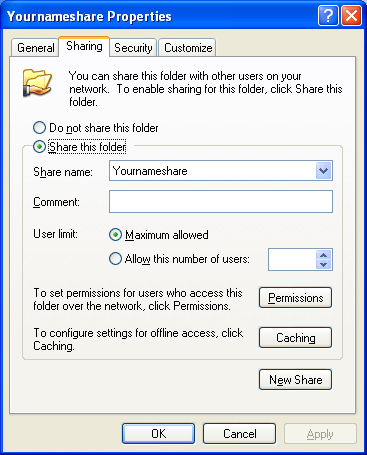 Yournameshare Properties
General Sharing Security Customize
You can share this folder with other users on your
network. To enable sharing for this folder, click Share this
folder.
Do not share this folder
Share this folder
Share name: Yournameshare
Comment:
User limit: Maximum allowed
Allow this number of users:
To set permissions for users who access this
folder over the network, click Permissions.
Permissions
To configure settings for offline access, click
Caching.
Caching
New Share
OK Cancel Apply